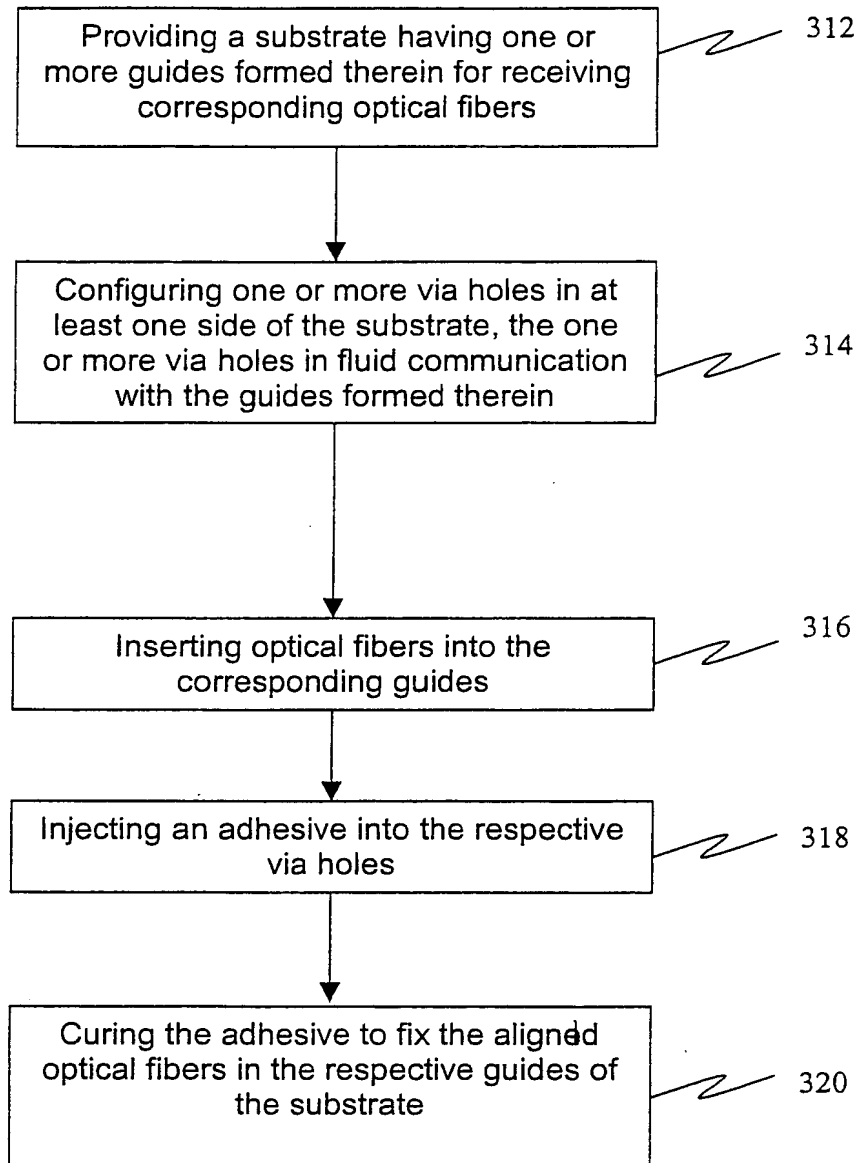 Providing a substrate having one or
more guides formed therein for receiving
corresponding optical fibers
312
Configuring one or more via holes in at
least one side of the substrate, the one
or more via holes in fluid communication
with the guides formed therein
314
Inserting optical fibers into the
corresponding guides
316
Injecting an adhesive into the respective
via holes
318
Curing the adhesive to fix the aligned
optical fibers in the respective guides of
the substrate
320